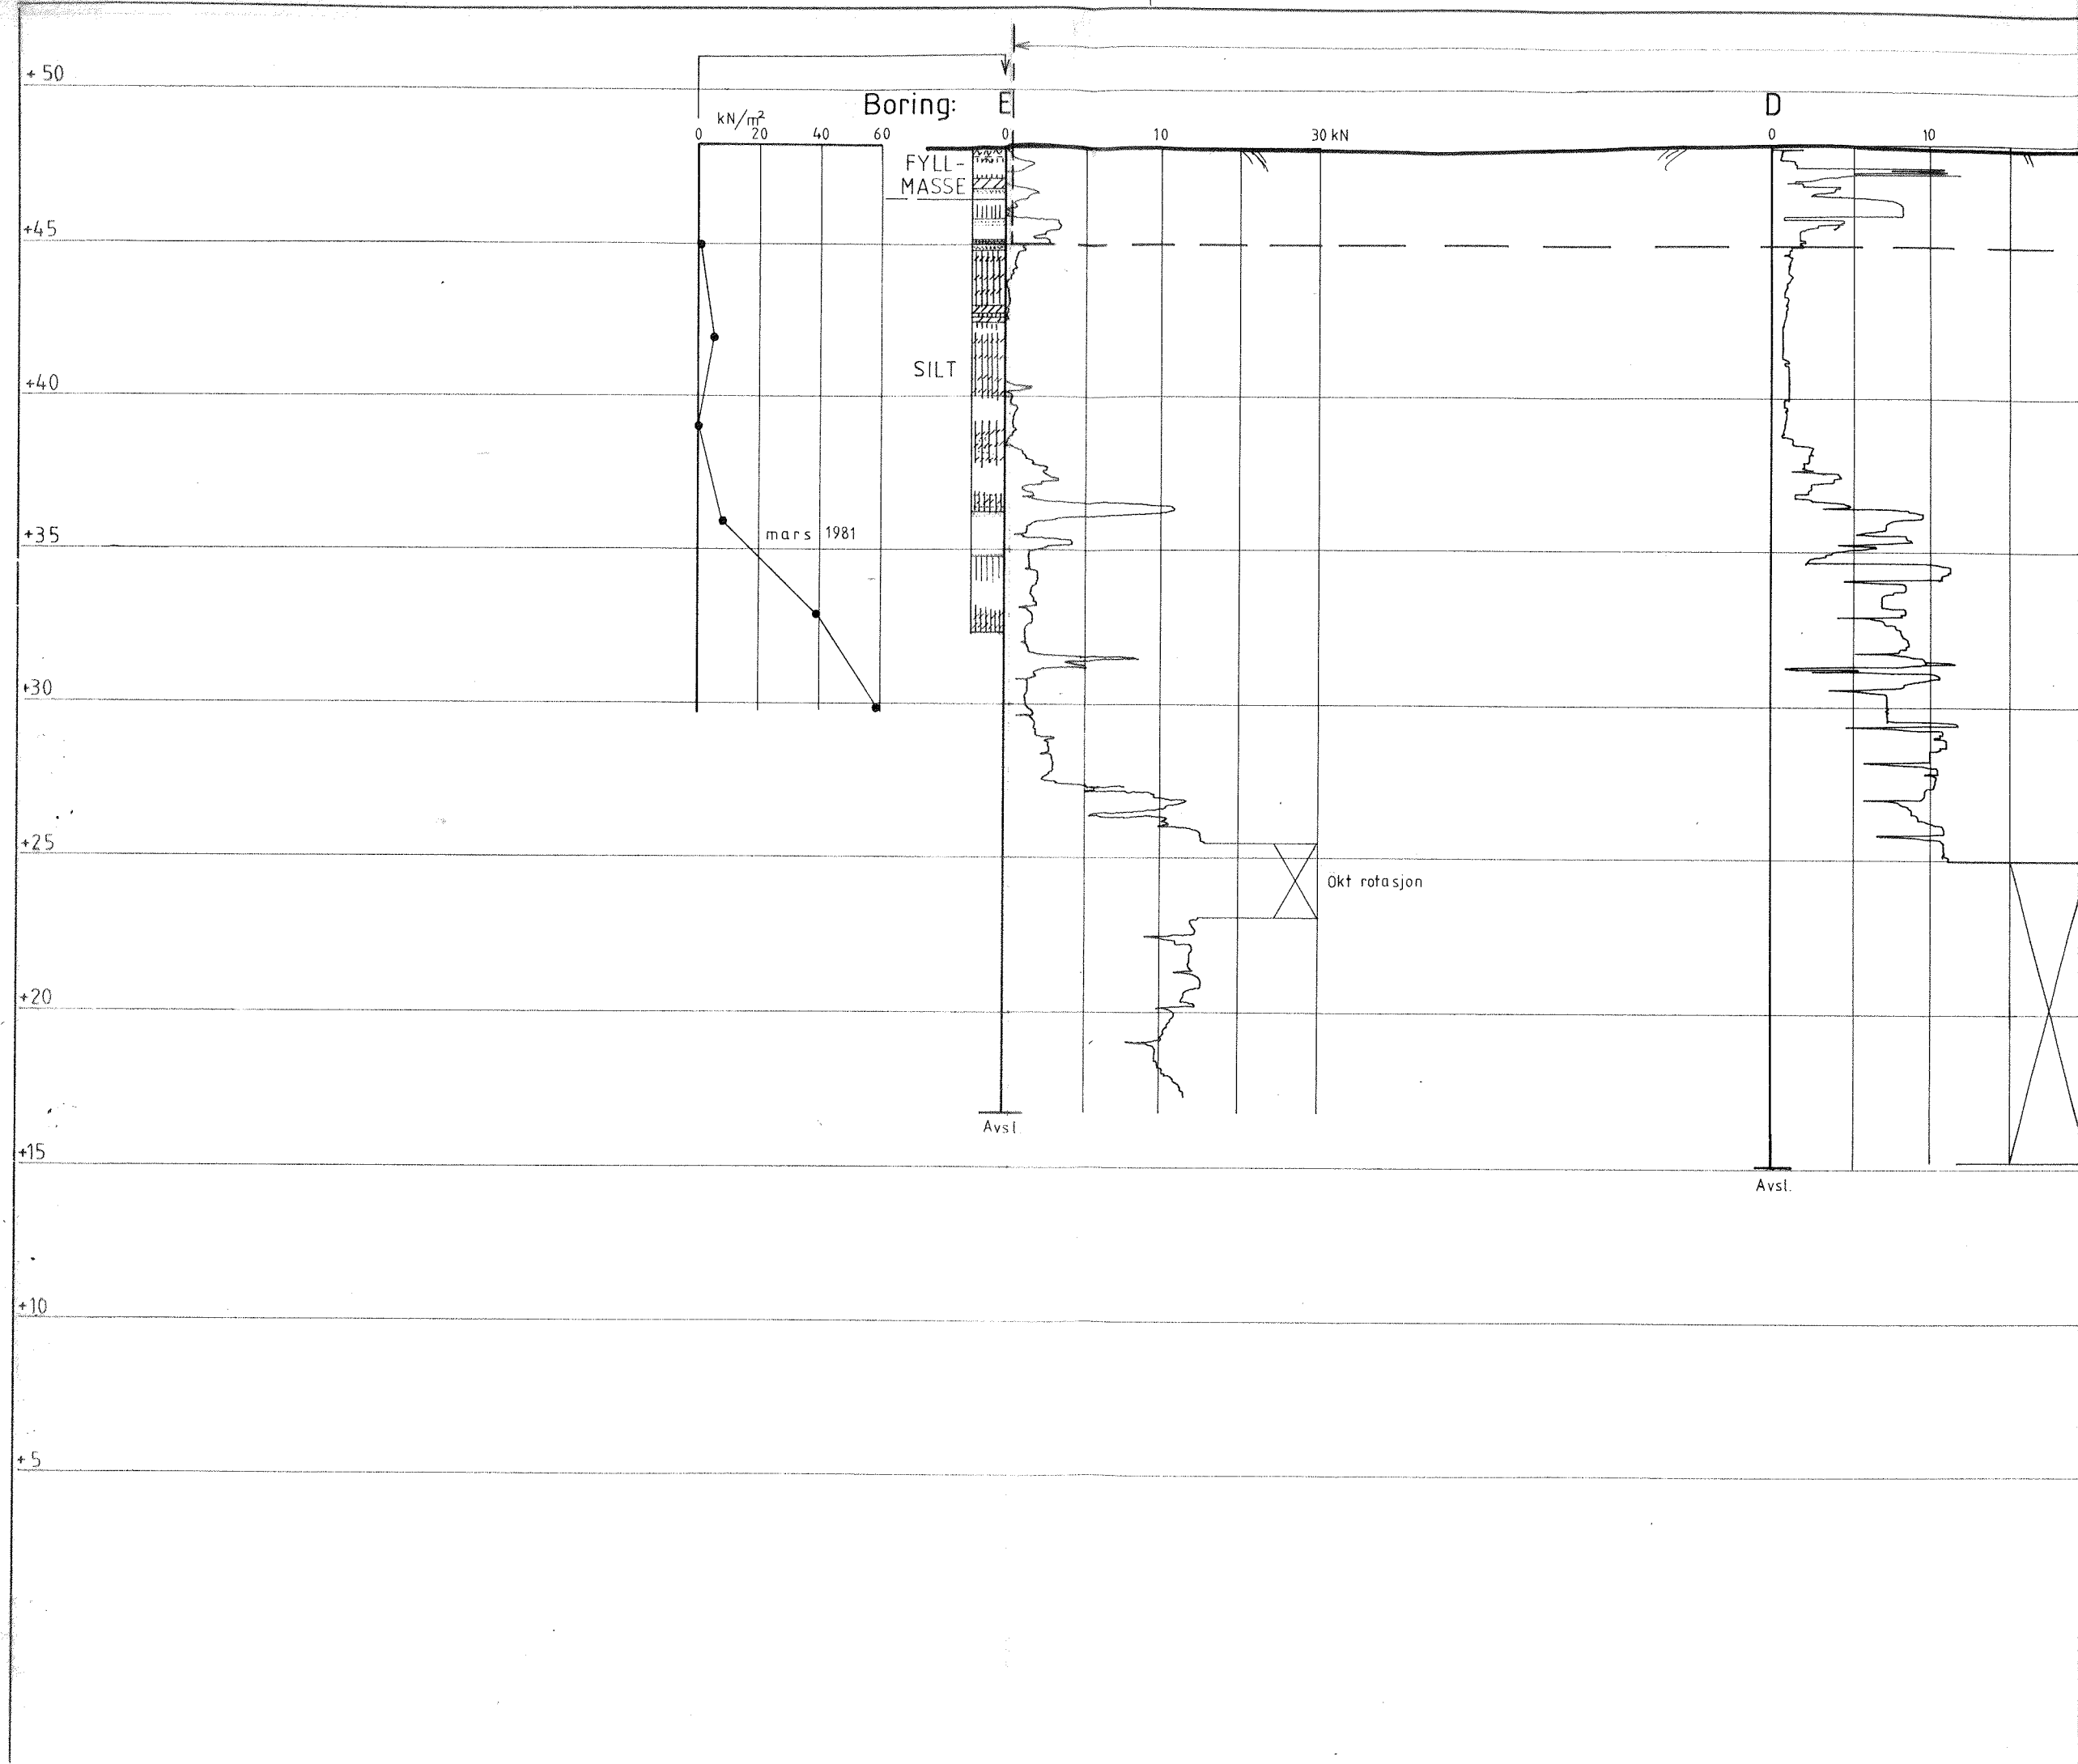 + 50
Boring: E D
kN/m²
0 20 40 60 0 10 30 kN 0 10
FYLL-
MASSE
+45
SILT
+40
mars 1981
+35
+30
+25
Økt rotasjon
+20
Avsl
+15
Avsl.
+10
+ 5